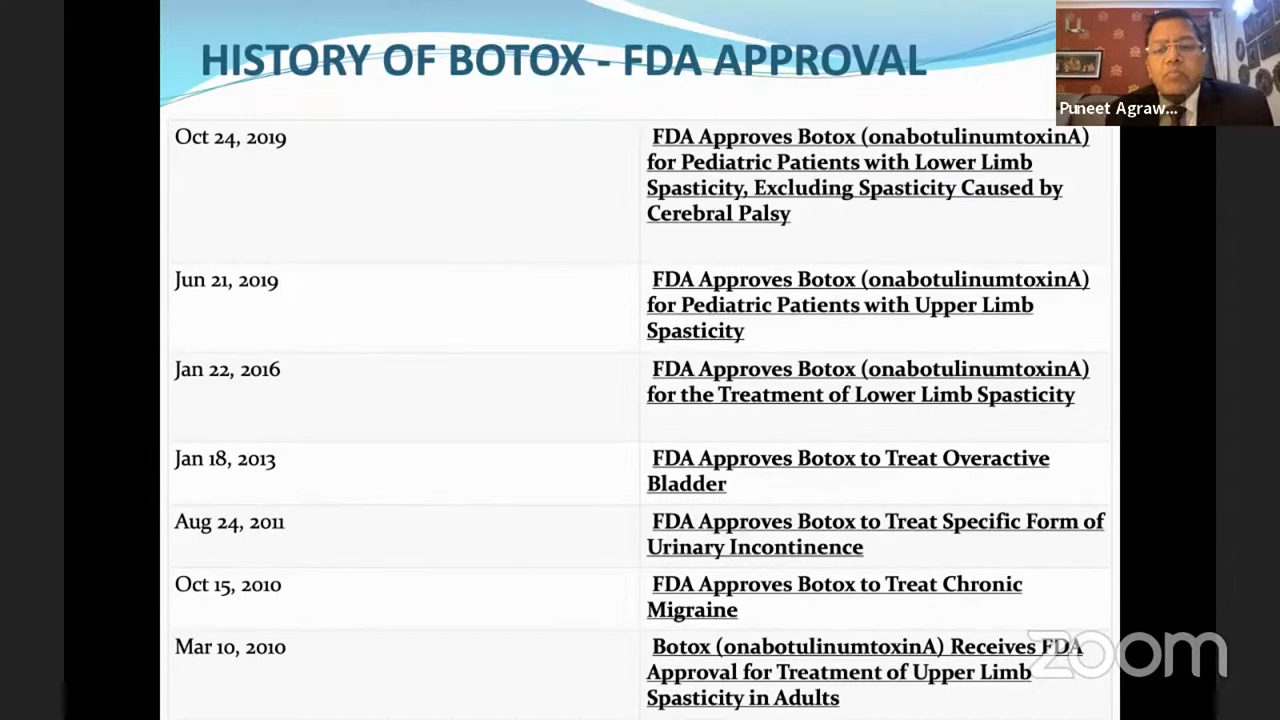 HISTORY OF BOTOX - FDA APPROVAL
Puneet Agraw...
Oct 24, 2019
FDA Approves Botox (onabotulinumtoxinA)
for Pediatric Patients with Lower Limb
Spasticity, Excluding Spasticity Caused by
Cerebral Palsy
Jun 21, 2019
FDA Approves Botox (onabotulinumtoxinA)
for Pediatric Patients with Upper Limb
Spasticity
Jan 22, 2016
FDA Approves Botox (onabotulinumtoxinA)
for the Treatment of Lower Limb Spasticity
Jan 18, 2013
FDA Approves Botox to Treat Overactive
Bladder
Aug 24, 2011
FDA Approves Botox to Treat Specific Form of
Urinary Incontinence
Oct 15, 2010
FDA Approves Botox to Treat Chronic
Migraine
Mar 10, 2010
Botox (onabotulinumtoxinA) Receives FDA
Approval for Treatment of Upper Limb
Spasticity in Adults
zoom